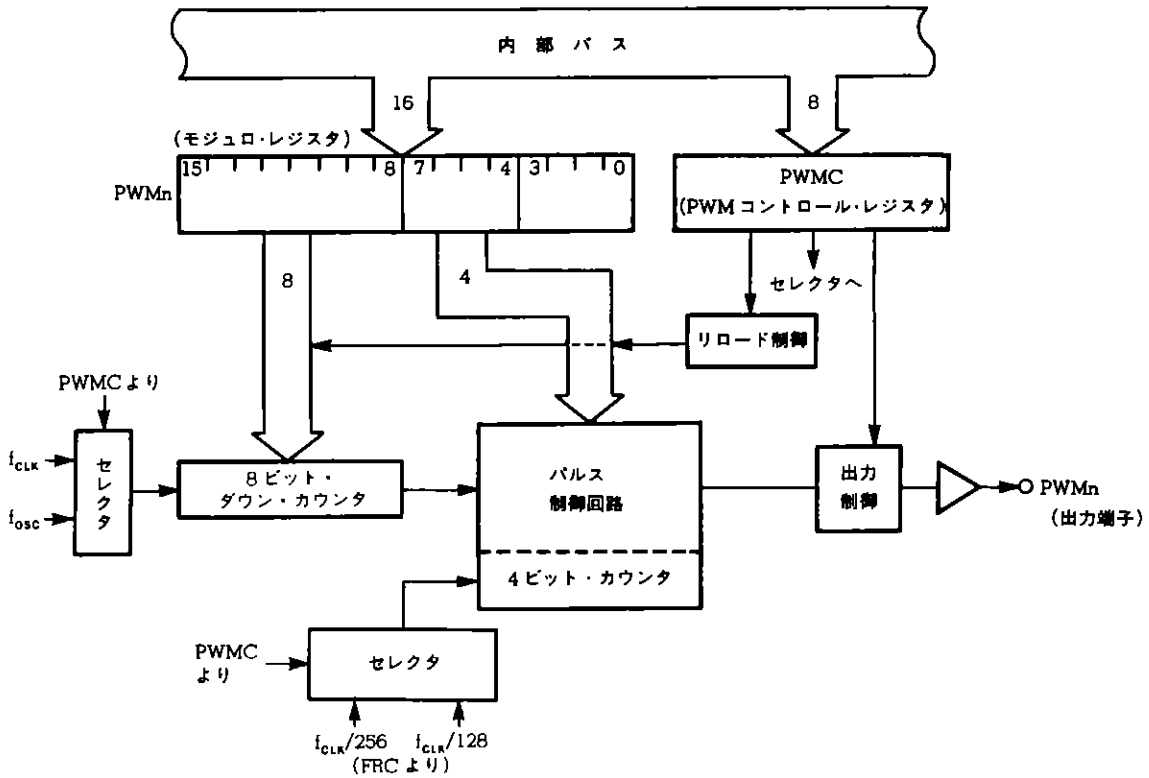 内部バス
16
8
(モジュロ·レジスタ)
15 8 7 4 3 0
PWMn
PWMC
(PWMコントロール·レジスタ)
8
4
セレクタへ
リロード制御
PWMCより
fCLK
fOSC
セレクタ
8ビット·
ダウン·カウンタ
パルス
制御回路
4ビット·カウンタ
出力
制御
PWMn
(出力端子)
PWMC
より
セレクタ
fCLK/256 fCLK/128
(FRCより)